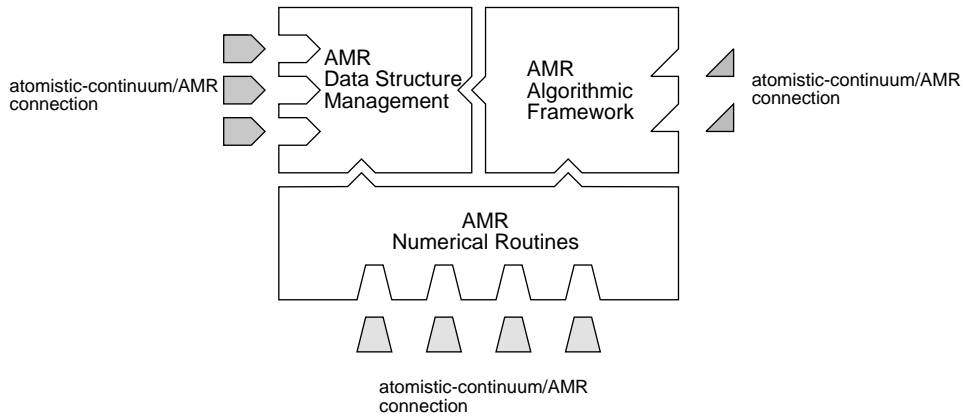 AMR
Data Structure
Management
AMR
Algorithmic
Framework
atomistic-continuum/AMR
connection
atomistic-continuum/AMR
connection
AMR
Numerical Routines
atomistic-continuum/AMR
connection